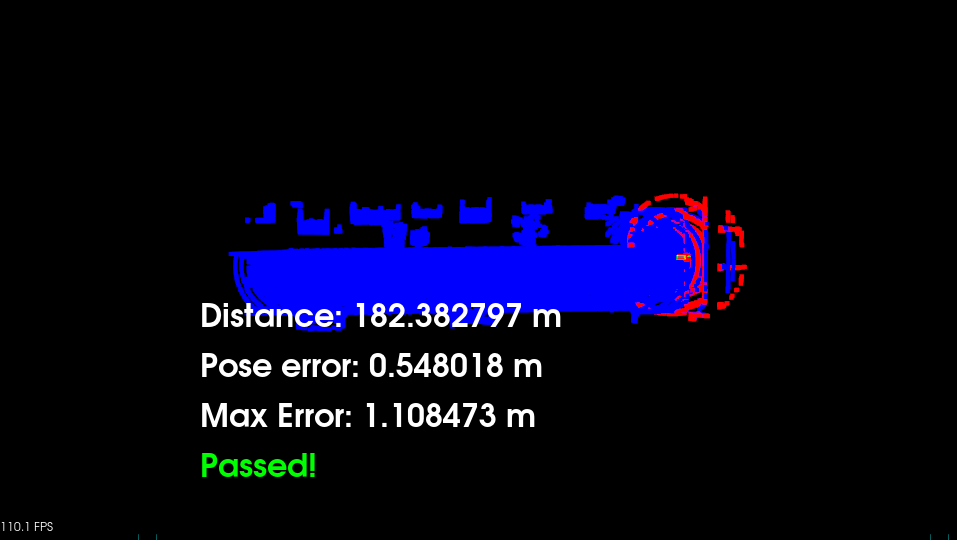 Distance: 182.382797 m
Pose error: 0.548018 m
Max Error: 1.108473 m
Passed!
110.1 FPS